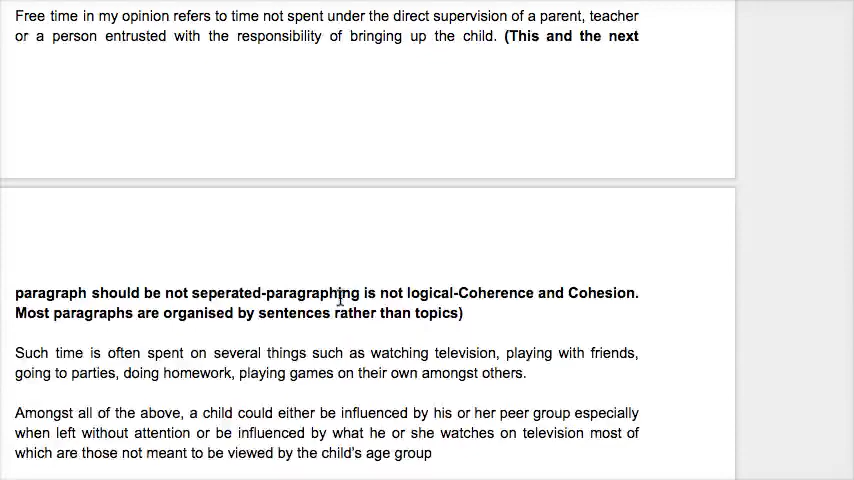 Free time in my opinion refers to time not spent under the direct supervision of a parent, teacher
or a person entrusted with the responsibility of bringing up the child. (This and the next
paragraph should be not seperated-paragraphing is not logical-Coherence and Cohesion.
Most paragraphs are organised by sentences rather than topics)
Such time is often spent on several things such as watching television, playing with friends,
going to parties, doing homework, playing games on their own amongst others.
Amongst all of the above, a child could either be influenced by his or her peer group especially
when left without attention or be influenced by what he or she watches on television most of
which are those not meant to be viewed by the child's age group